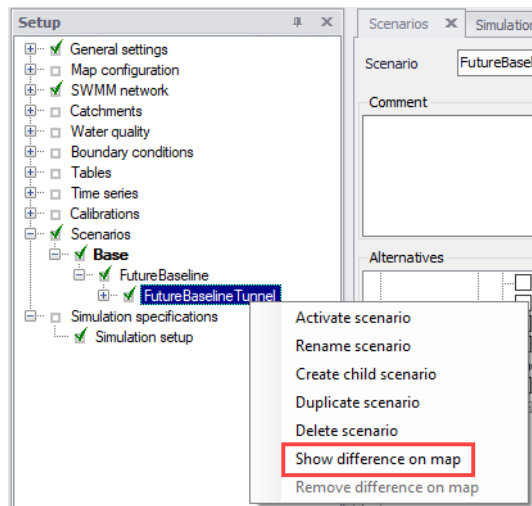 Setup
General settings
Map configuration
SWMM network
Catchments
Water quality
Boundary conditions
Tables
Time series
Calibrations
Scenarios
Base
FutureBaseline
FutureBaselineTunnel
Simulation specifications
Simulation setup
Scenarios
Simulation
Scenario
FutureBasel
Comment
Alternatives
Activate scenario
Rename scenario
Create child scenario
Duplicate scenario
Delete scenario
Show difference on map
Remove difference on map